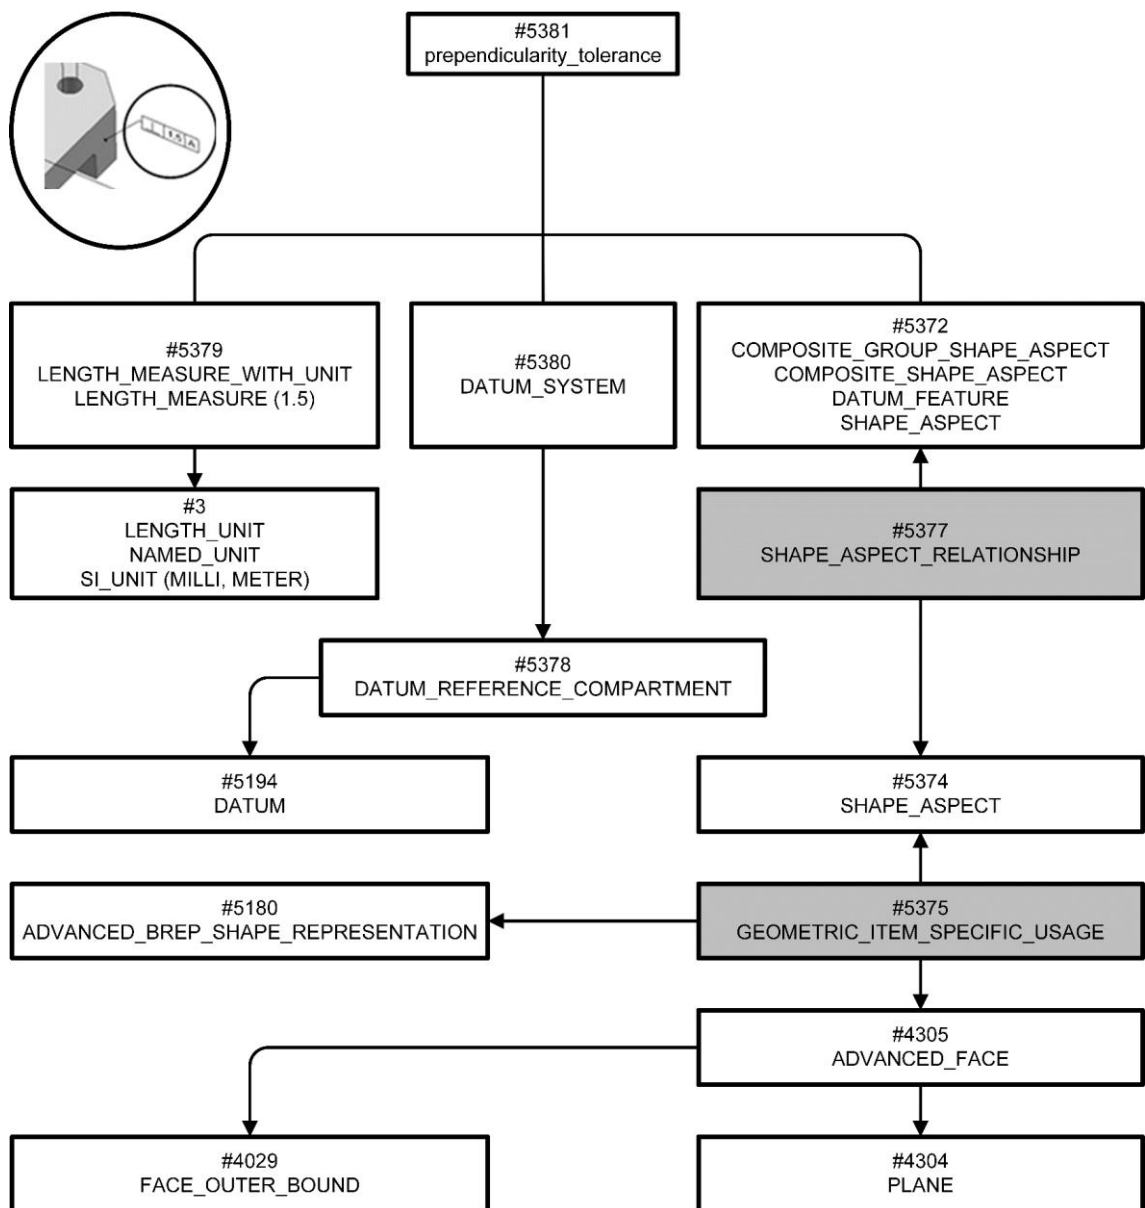 #5381
prependicularity_tolerance
1.5 A
#5379
LENGTH_MEASURE_WITH_UNIT
LENGTH_MEASURE (1.5)
#5380
DATUM_SYSTEM
#5372
COMPOSITE_GROUP_SHAPE_ASPECT
COMPOSITE_SHAPE_ASPECT
DATUM_FEATURE
SHAPE_ASPECT
#3
LENGTH_UNIT
NAMED_UNIT
SI_UNIT (MILLI, METER)
#5377
SHAPE_ASPECT_RELATIONSHIP
#5378
DATUM_REFERENCE_COMPARTMENT
#5194
DATUM
#5374
SHAPE_ASPECT
#5180
ADVANCED_BREP_SHAPE_REPRESENTATION
#5375
GEOMETRIC_ITEM_SPECIFIC_USAGE
#4305
ADVANCED_FACE
#4029
FACE_OUTER_BOUND
#4304
PLANE